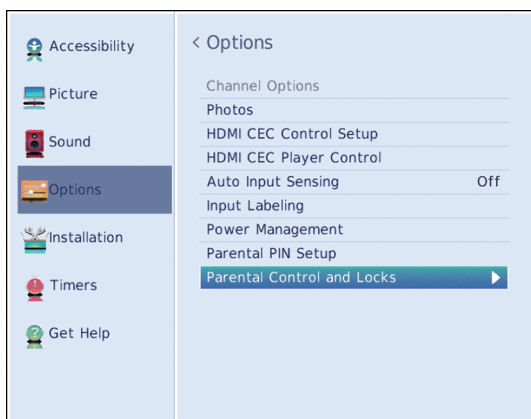 Accessibility
Picture
Sound
Options
Installation
Timers
Get Help
< Options
Channel Options
Photos
HDMI CEC Control Setup
HDMI CEC Player Control
Auto Input Sensing Off
Input Labeling
Power Management
Parental PIN Setup
Parental Control and Locks